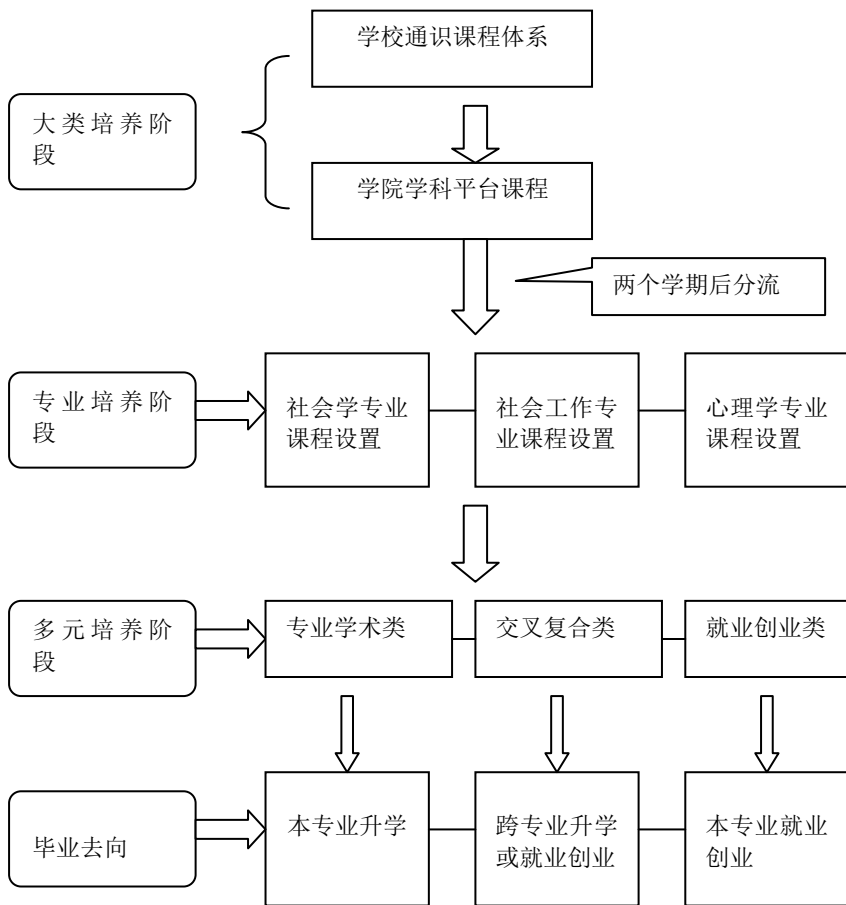 学校通识课程体系
大类培养阶
段
学院学科平台课程
两个学期后分流
专业培养阶
段
社会学专业
课程设置
社会工作专
业课程设置
心理学专业
课程设置
多元培养阶
段
专业学术类
交叉复合类
就业创业类
毕业去向
本专业升学
跨专业升学
或就业创业
本专业就业
创业